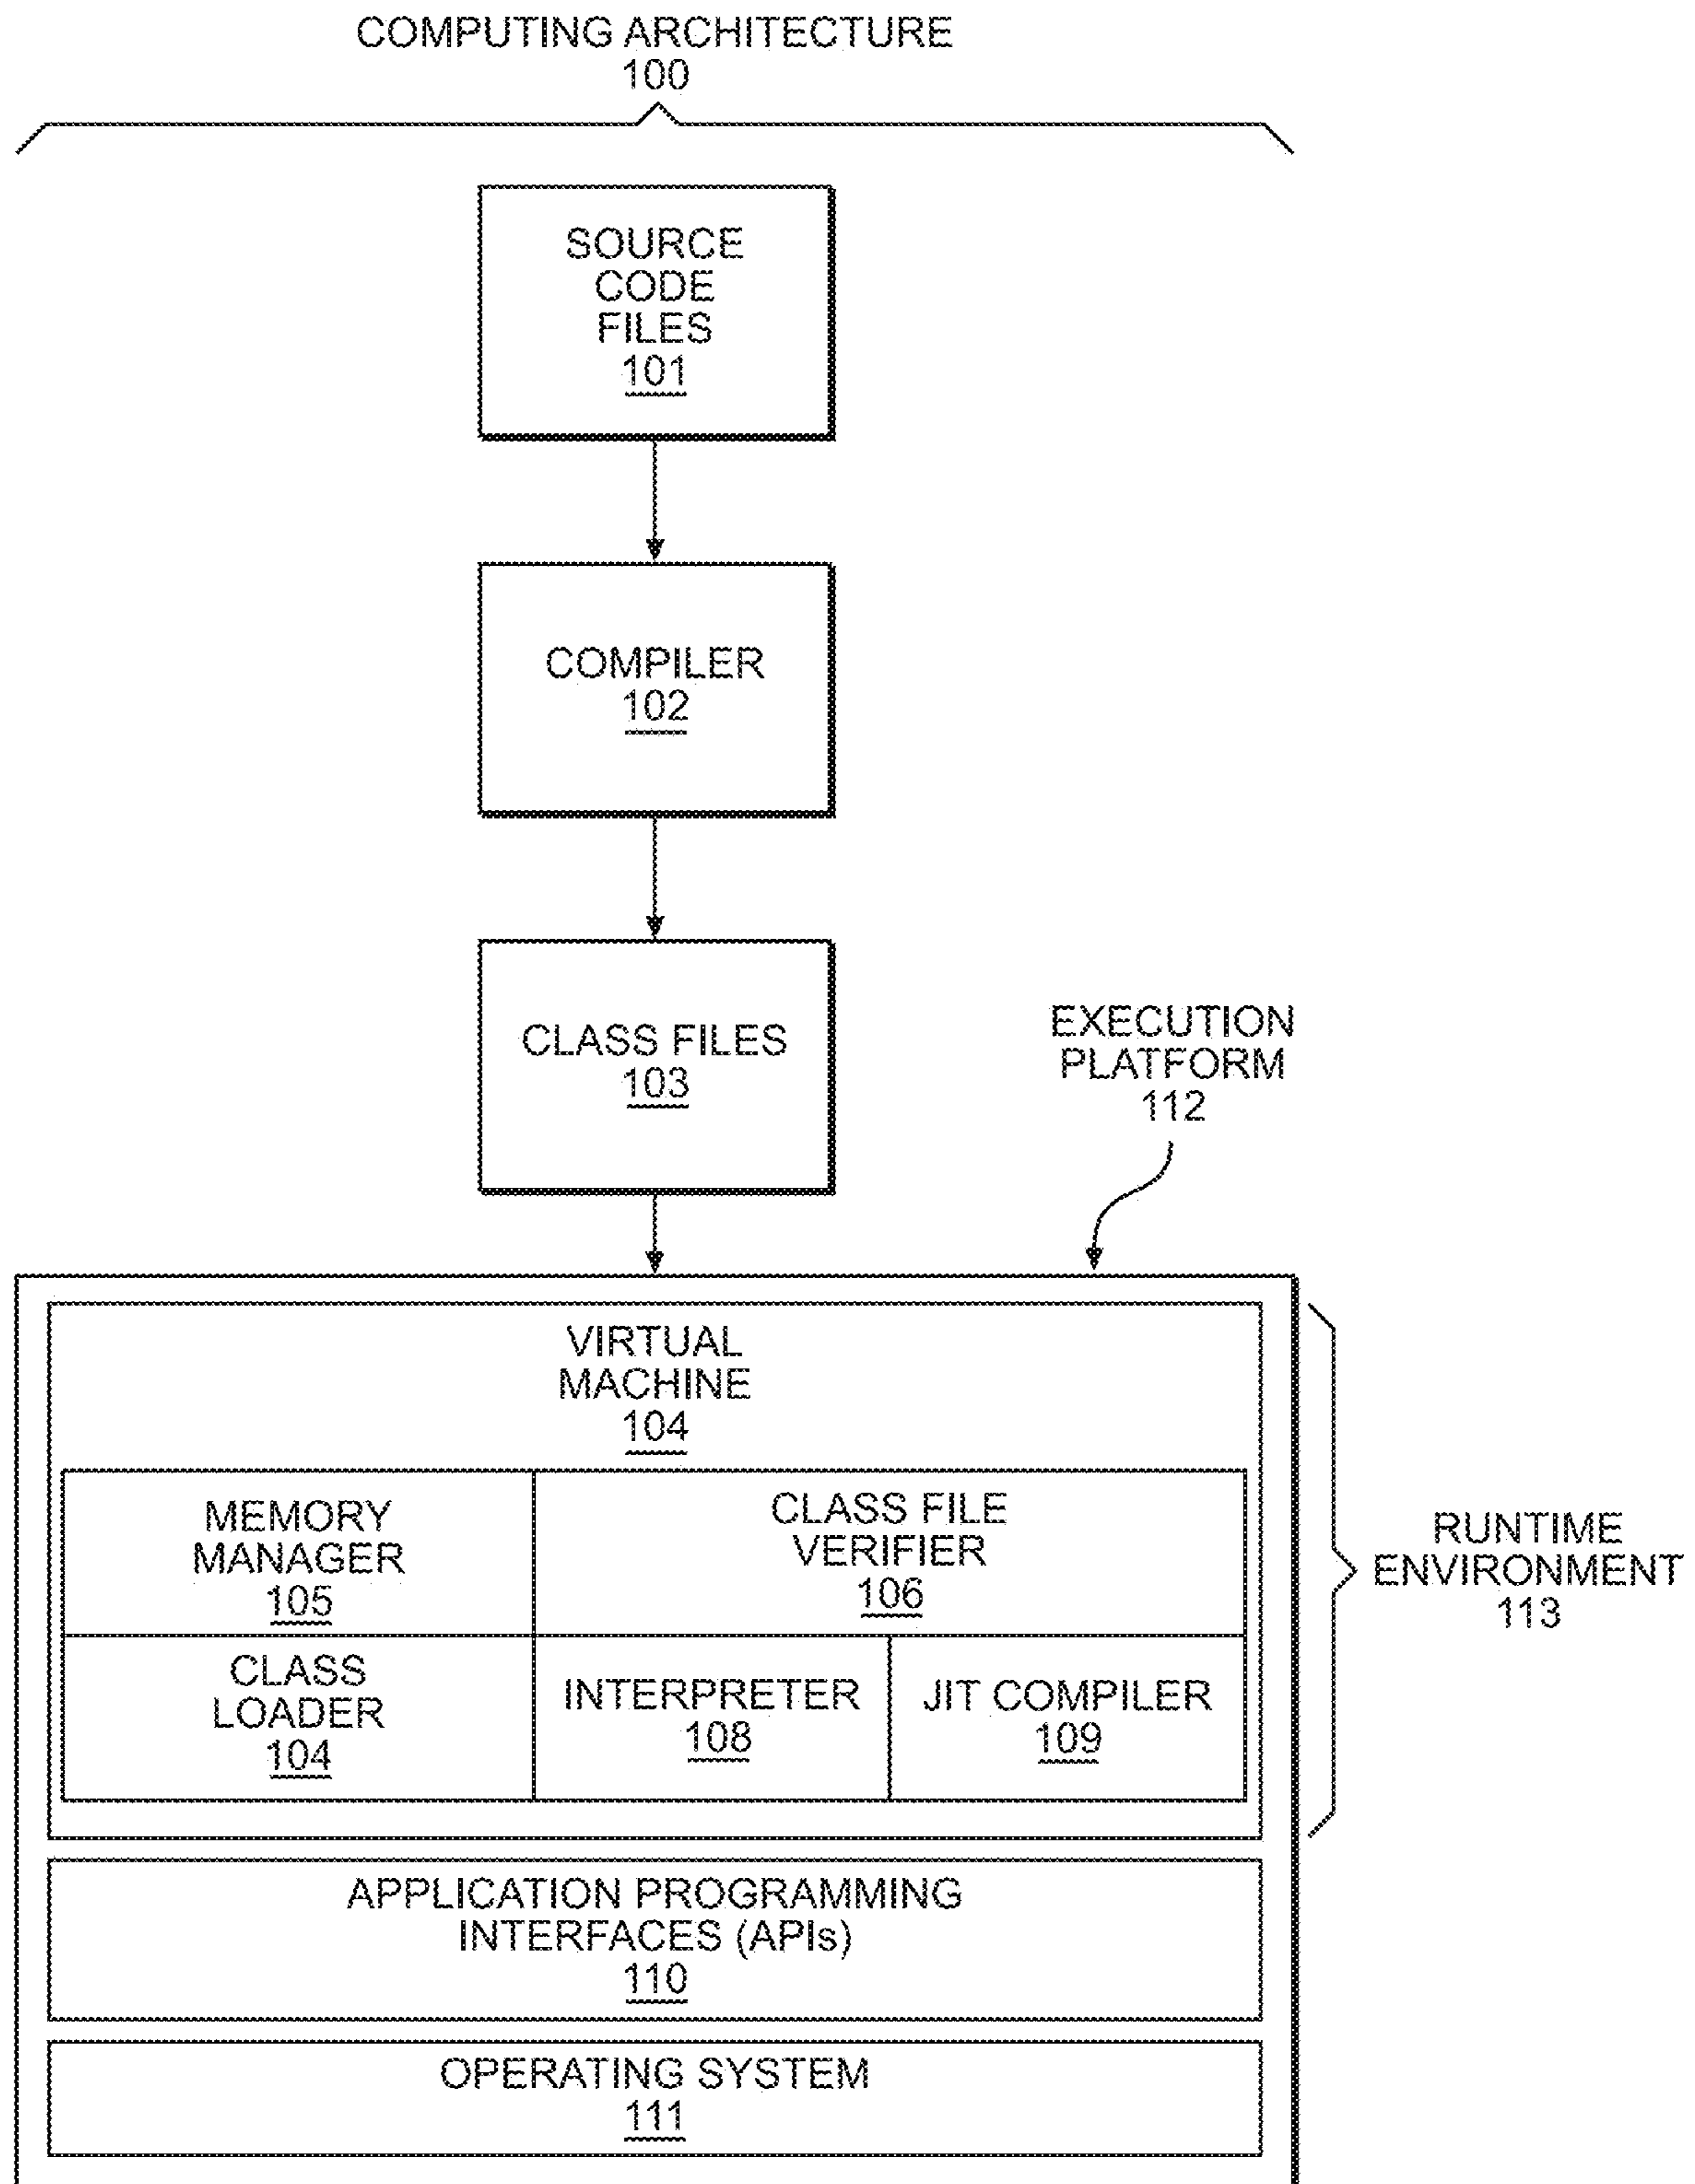 COMPUTING ARCHITECTURE
100
SOURCE
CODE
FILES
101
COMPILER
102
CLASS FILES
103
EXECUTION
PLATFORM
112
VIRTUAL
MACHINE
104
MEMORY
MANAGER
105
CLASS FILE
VERIFIER
106
CLASS
LOADER
104
INTERPRETER
108
JIT COMPILER
109
RUNTIME
ENVIRONMENT
113
APPLICATION PROGRAMMING
INTERFACES (APIs)
110
OPERATING SYSTEM
111